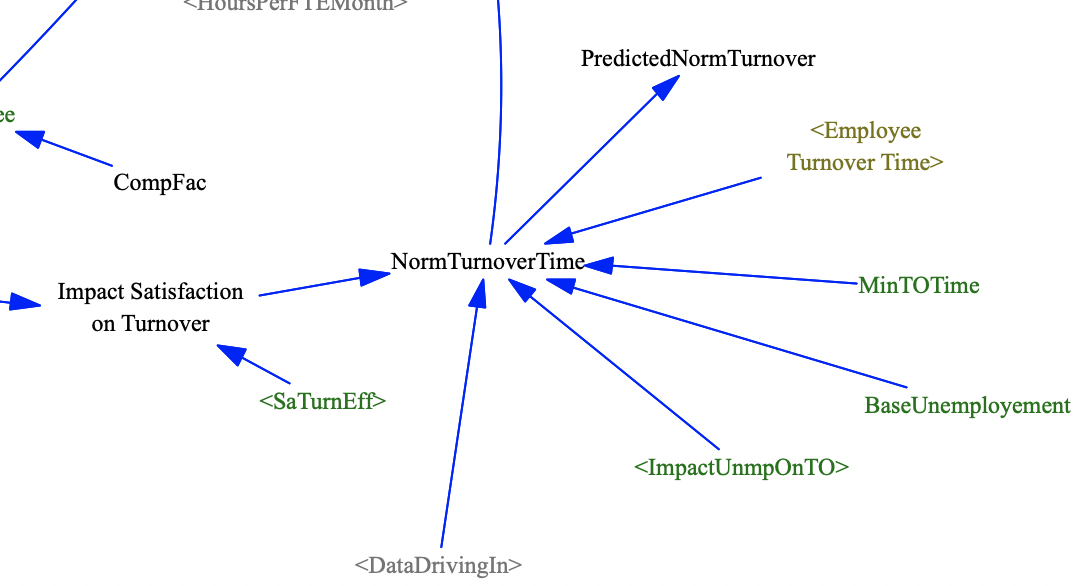 <HoursPerFTEMonth>
PredictedNormTurnover
ee
<Employee
Turnover Time>
CompFac
NormTurnoverTime
Impact Satisfaction
on Turnover
MinTOTime
<SaTurnEff>
BaseUnemployement
<ImpactUnmpOnTO>
<DataDrivingIn>